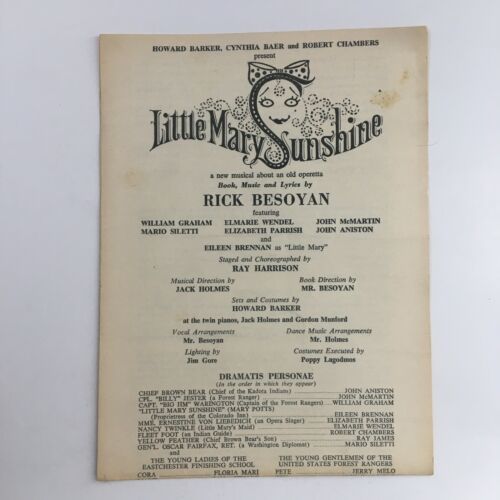 HOWARD BARKER, CYNTHIA BAER and ROBERT CHAMBERS
present
Little Mary Sunshine
a new musical about an old operetta
Book, Music and Lyrics by
RICK BESOYAN
featuring
WILLIAM GRAHAM ELMARIE WENDEL JOHN McMARTIN
MARIO SILETTI ELIZABETH PARRISH JOHN ANISTON
and
EILEEN BRENNAN as "Little Mary"
Staged and Choreographed by
RAY HARRISON
Musical Direction by Book Direction by
JACK HOLMES MR. BESOYAN
Sets and Costumes by
HOWARD BARKER
at the twin pianos, Jack Holmes and Gordon Munford
Vocal Arrangements Dance Music Arrangements
Mr. Besoyan Mr. Holmes
Lighting by Costumes Executed by
Jim Gore Poppy Lagodmos
DRAMATIS PERSONAE
(In the order in which they appear)
CHIEF BROWN BEAR (Chief of the Kadota Indians) JOHN ANISTON
CPL. "BILLY" JESTER (a Forest Ranger) JOHN McMARTIN
CAPT. "BIG JIM" WARINGTON (Captain of the Forest Rangers) WILLIAM GRAHAM
"LITTLE MARY SUNSHINE" (MARY POTTS)
(Proprietress of the Colorado Inn) EILEEN BRENNAN
MME. ERNESTINE VON LIEBEDICH (an Opera Singer) ELIZABETH PARRISH
NANCY TWINKLE (Little Mary's Maid) ELMARIE WENDEL
FLEET FOOT (an Indian Guide) ROBERT CHAMBERS
YELLOW FEATHER (Chief Brown Bear's Son) RAY JAMES
GENL. OSCAR FAIRFAX, RET. (a Washington Diplomat) MARIO SILETTI
and
THE YOUNG LADIES OF THE THE YOUNG GENTLEMEN OF THE
EASTCHESTER FINISHING SCHOOL UNITED STATES FOREST RANGERS
CORA FLORIA MARI PETE JERRY MELO